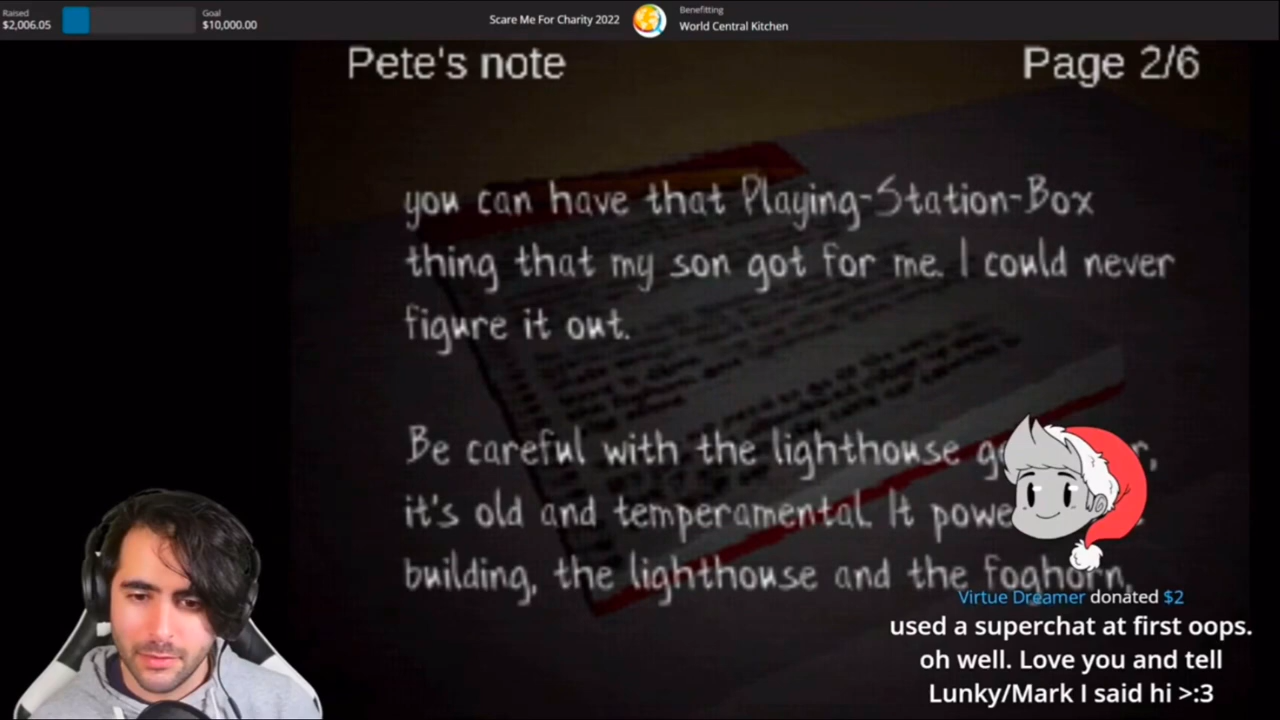 Raised
$2,006.05
Goal
$10,000.00
Scare Me For Charity 2022
Benefitting
World Central Kitchen
Pete's note
Page 2/6
you can have that Playing-Station-Box
thing that my son got for me. I could never
figure it out.
Be careful with the lighthouse
it's old and temperamental. It
building, the lighthouse and the foghorn.
Virtue Dreamer donated $2
used a superchat at first oops.
oh well. Love you and tell
Lunky/Mark I said hi >:3